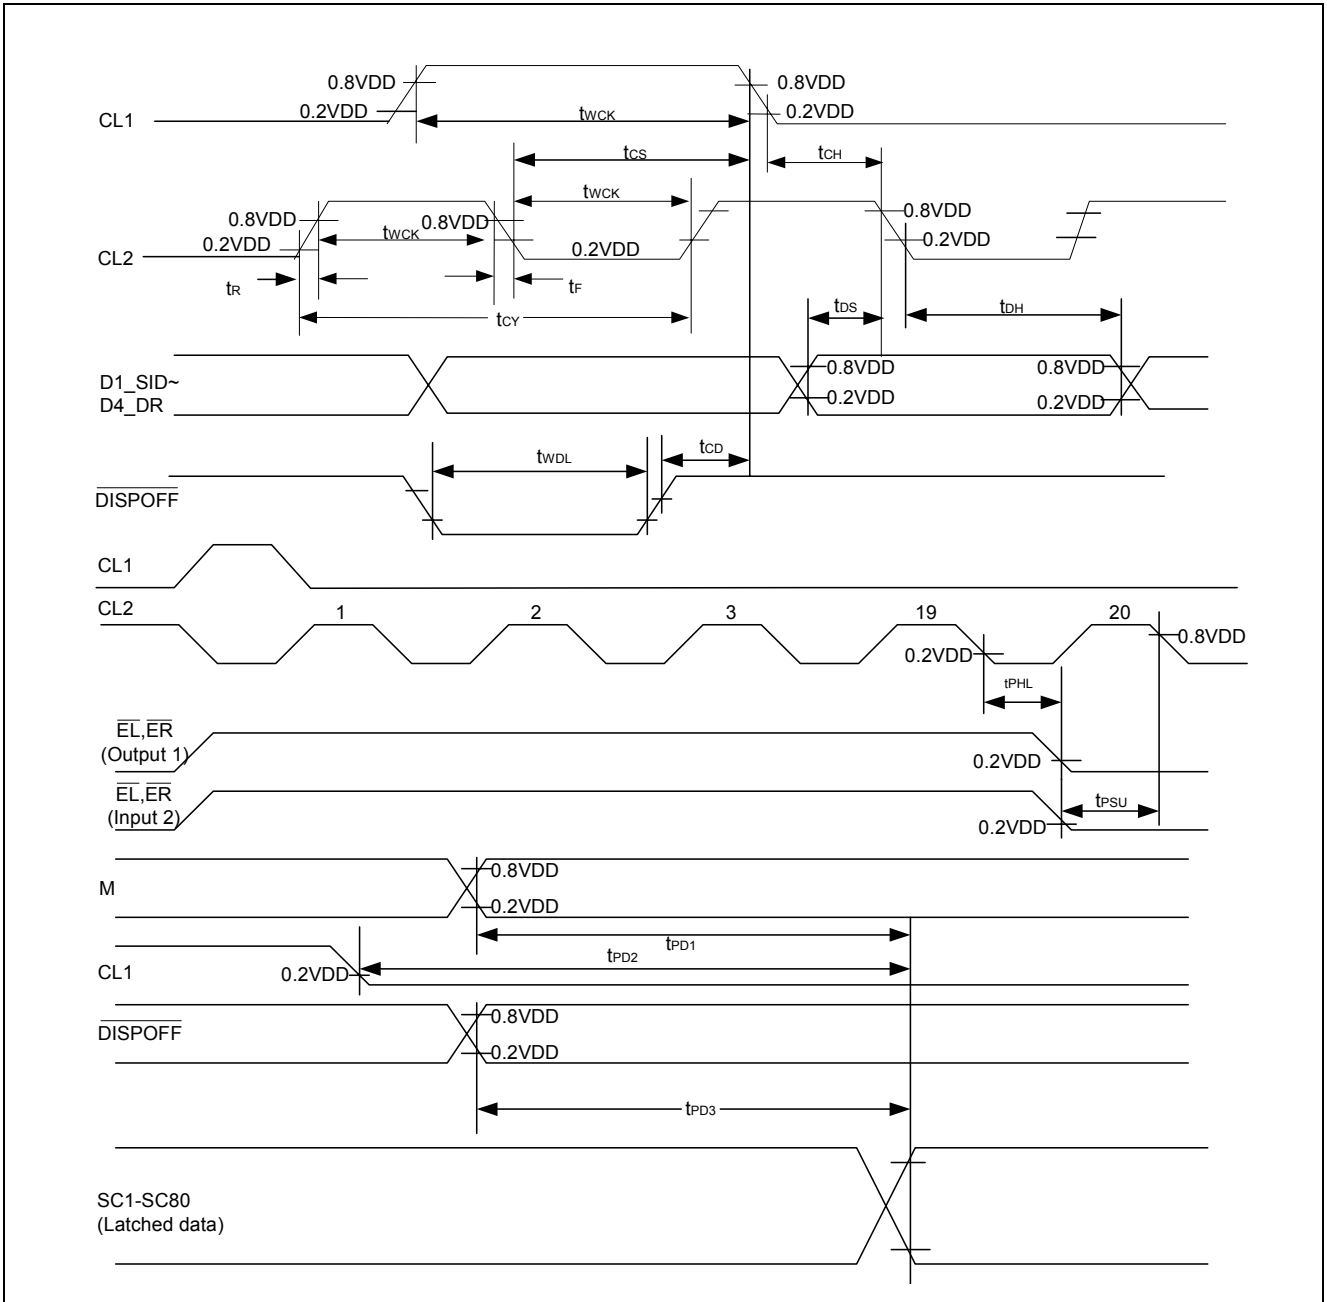 0.8VDD 0.8VDD
0.2VDD 0.2VDD
CL1 tWCK
tCS tCH
tWCK
0.8VDD 0.8VDD 0.8VDD
tWCK
0.2VDD 0.2VDD 0.2VDD
CL2
tR tF
tDS tDH
tCY
0.8VDD 0.8VDD
D1_SID~
D4_DR
0.2VDD 0.2VDD
tWDL tCD
DISPOFF
CL1
CL2
1 2 3 19 20
0.8VDD
0.2VDD
tPHL
EL,ER
(Output 1)
0.2VDD
EL,ER
(Input 2)
tPSU
0.2VDD
0.8VDD
M
0.2VDD
tPD1
tPD2
CL1 0.2VDD
0.8VDD
DISPOFF
0.2VDD
tPD3
SC1-SC80
(Latched data)